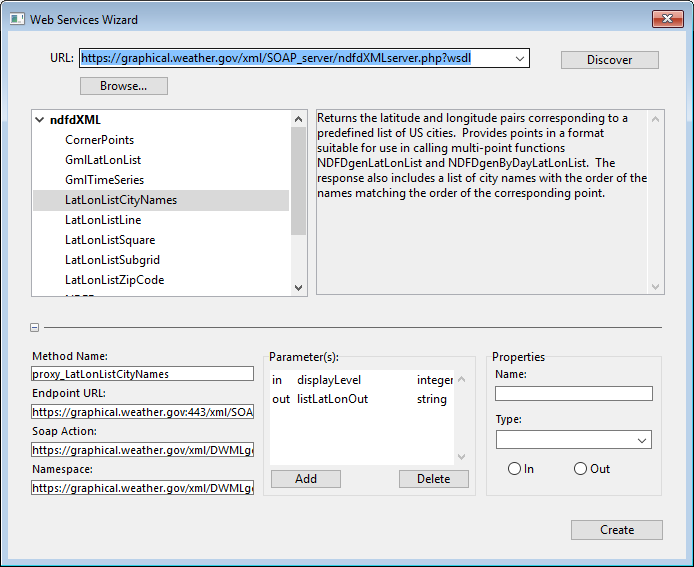 Web Services Wizard
URL: https://graphical.weather.gov/xml/SOAP_server/ndfdXMLserver.php?wsdl Discover
Browse...
ndfdXML
CornerPoints
GmlLatLonList
GmlTimeSeries
LatLonListCityNames
LatLonListLine
LatLonListSquare
LatLonListSubgrid
LatLonListZipCode
Returns the latitude and longitude pairs corresponding to a
predefined list of US cities. Provides points in a format
suitable for use in calling multi-point functions
NDFDgenLatLonList and NDFDgenByDayLatLonList. The
response also includes a list of city names with the order of the
names matching the order of the corresponding point.
Method Name:
proxy_LatLonListCityNames
Endpoint URL:
https://graphical.weather.gov:443/xml/SOA
Soap Action:
https://graphical.weather.gov/xml/DWMLg
Namespace:
https://graphical.weather.gov/xml/DWMLg
Parameter(s):
in displayLevel integer
out listLatLonOut string
Add Delete
Properties
Name:
Type:
In Out
Create